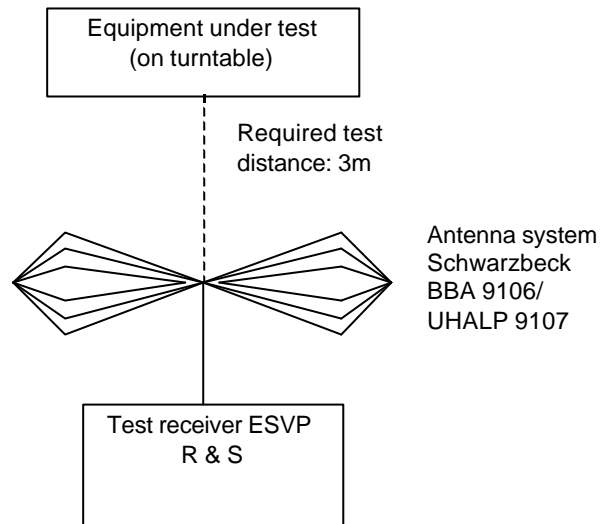 Equipment under test
(on turntable)
Required test
distance: 3m
Antenna system
Schwarzbeck
BBA 9106/
UHALP 9107
Test receiver ESVP
R & S